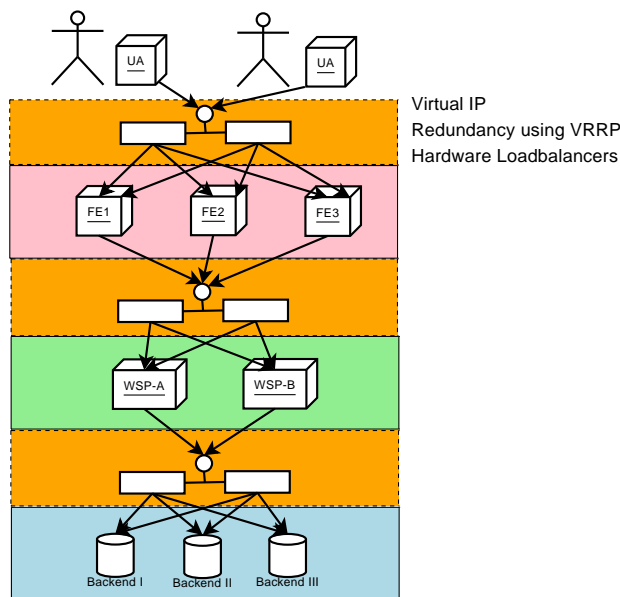 UA
UA
Virtual IP
Redundancy using VRRP
Hardware Loadbalancers
FE1
FE2
FE3
WSP-A
WSP-B
Backend I
Backend II
Backend III